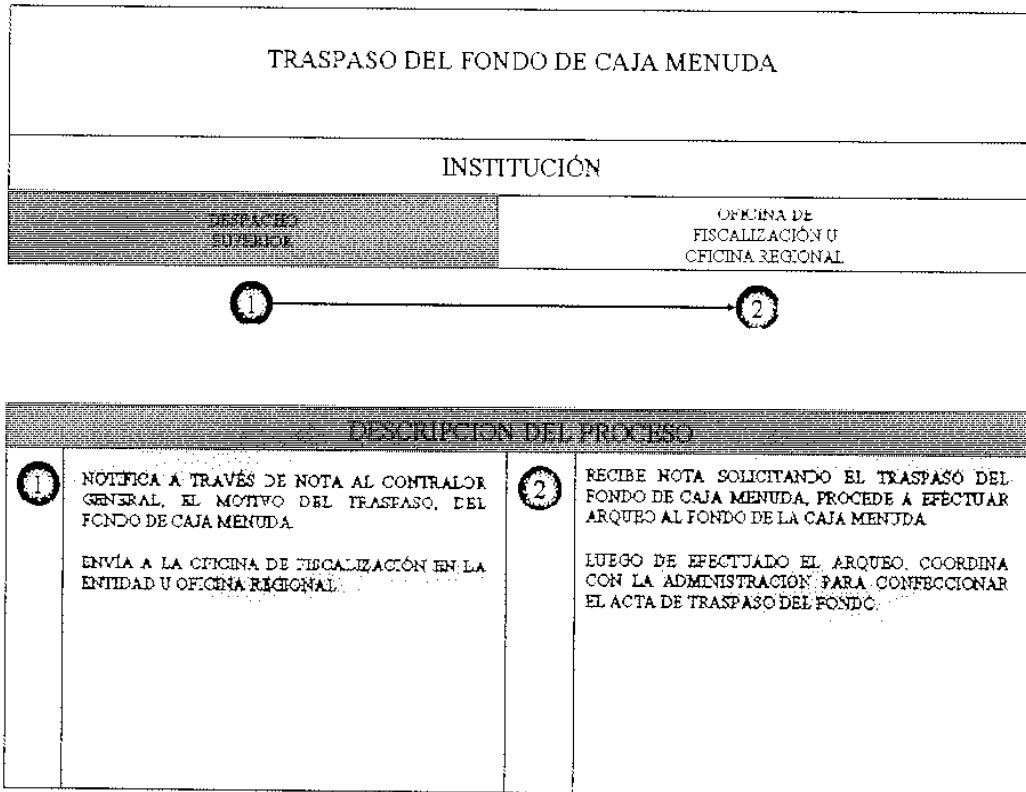 TRASPASO DEL FONDO DE CAJA MENUDA
INSTITUCIÓN
DESPACHO
SUPERIOR
OFICINA DE
FISCALIZACIÓN U
OFICINA REGIONAL
1
2
DESCRIPCION DEL PROCESO
1
NOTIFICA A TRAVÉS DE NOTA AL CONTRALOR
GENERAL, EL MOTIVO DEL TRASPASO, DEL
FONDO DE CAJA MENUDA
ENVÍA A LA OFICINA DE FISCALIZACIÓN EN LA
ENTIDAD U OFICINA REGIONAL.
2
RECIBE NOTA SOLICITANDO EL TRASPASO DEL
FONDO DE CAJA MENUDA, PROCEDE A EFECTUAR
ARQUEO AL FONDO DE LA CAJA MENUDA
LUEGO DE EFECTUADO EL ARQUEO, COORDINA
CON LA ADMINISTRACIÓN PARA CONFECCIONAR
EL ACTA DE TRASPASO DEL FONDO.